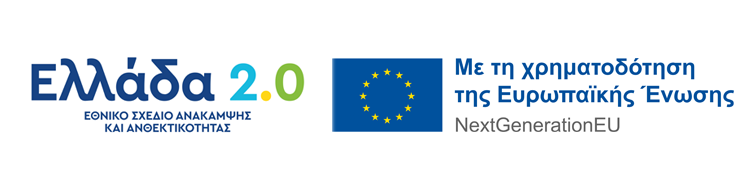 Ελλάδα 2.0
ΕΘΝΙΚΟ ΣΧΕΔΙΟ ΑΝΑΚΑΜΨΗΣ
ΚΑΙ ΑΝΘΕΚΤΙΚΟΤΗΤΑΣ
Με τη χρηματοδότηση
της Ευρωπαϊκής Ένωσης
NextGenerationEU